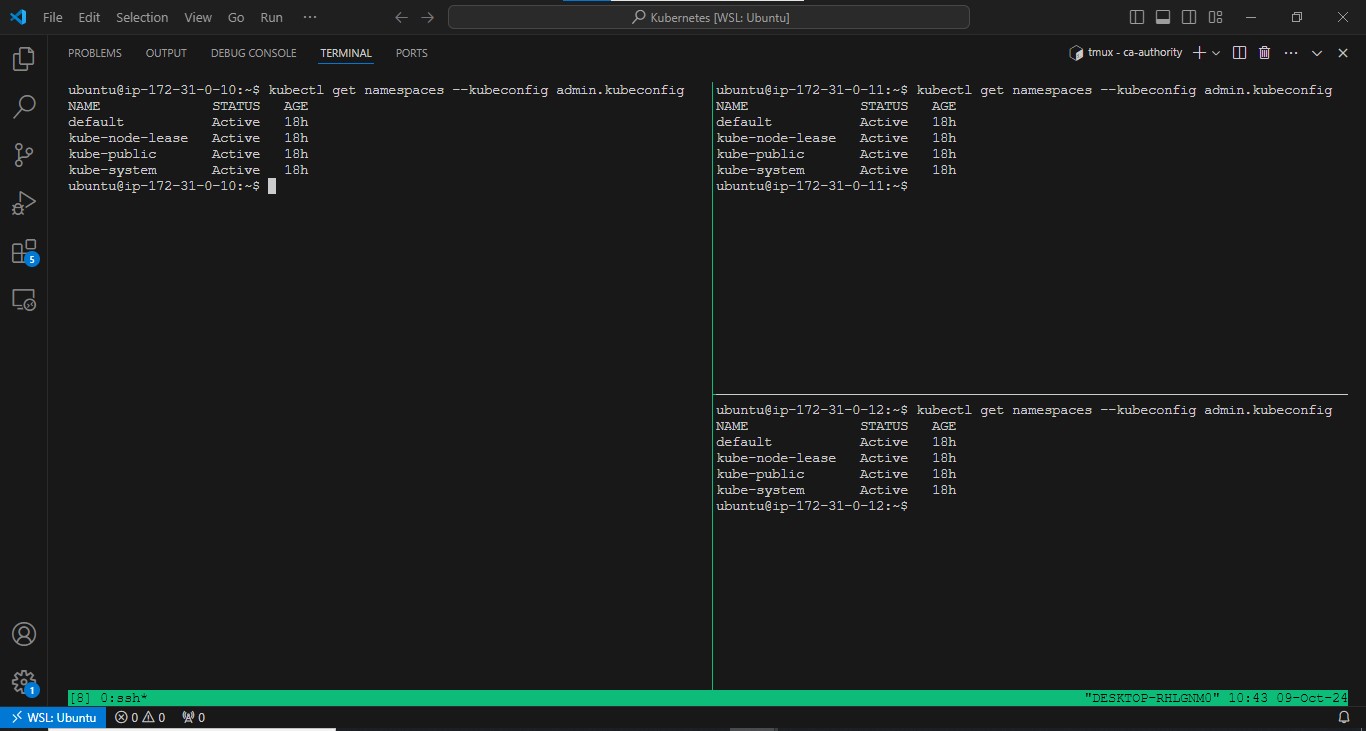 File Edit Selection View Go Run ··· Kubernetes [WSL: Ubuntu]
PROBLEMS OUTPUT DEBUG CONSOLE TERMINAL PORTS tmux - ca-authority
ubuntu@ip-172-31-0-10:~$ kubectl get namespaces --kubeconfig admin.kubeconfig
NAME STATUS AGE
default Active 18h
kube-node-lease Active 18h
kube-public Active 18h
kube-system Active 18h
ubuntu@ip-172-31-0-10:~$
ubuntu@ip-172-31-0-11:~$ kubectl get namespaces --kubeconfig admin.kubeconfig
NAME STATUS AGE
default Active 18h
kube-node-lease Active 18h
kube-public Active 18h
kube-system Active 18h
ubuntu@ip-172-31-0-11:~$
ubuntu@ip-172-31-0-12:~$ kubectl get namespaces --kubeconfig admin.kubeconfig
NAME STATUS AGE
default Active 18h
kube-node-lease Active 18h
kube-public Active 18h
kube-system Active 18h
ubuntu@ip-172-31-0-12:~$
5
1
[8] 0:ssh* "DESKTOP-RHLGNM0" 10:43 09-Oct-24
WSL: Ubuntu 0 0 0